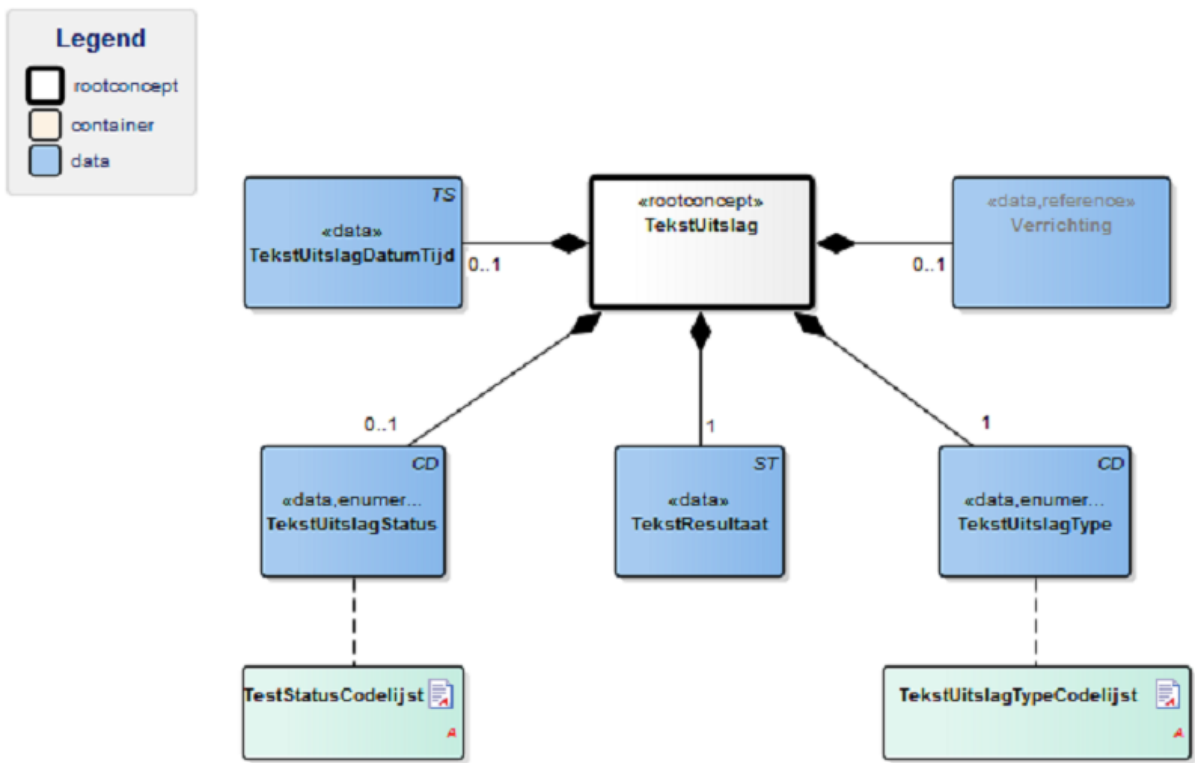 Legend
rootconcept
container
data
TS
«data»
TekstUitslagDatumTijd
0..1
«rootconcept»
TekstUitslag
«data,reference»
Verrichting
0..1
0..1
1
1
CD
«data,enumer...
TekstUitslagStatus
ST
«data»
TekstResultaat
CD
«data,enumer...
TekstUitslagType
TestStatusCodelijst
A
TekstUitslagTypeCodelijst
A